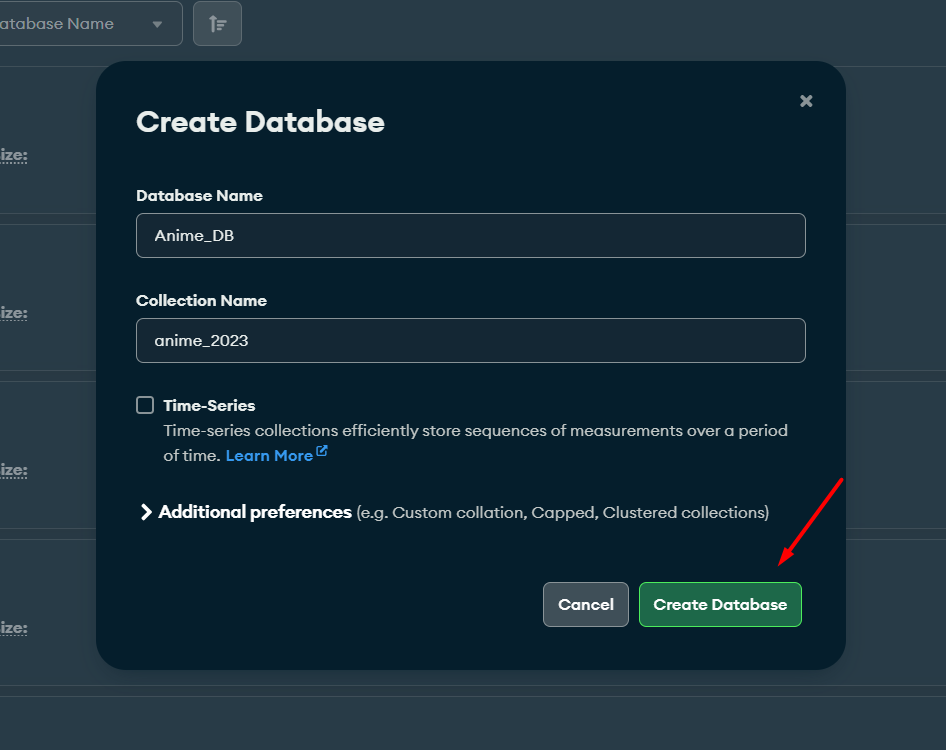 atabase Name
Create Database
Database Name
ize:
Anime_DB
Collection Name
ize:
anime_2023
Time-Series
Time-series collections efficiently store sequences of measurements over a period
of time. Learn More
ize:
Additional preferences (e.g. Custom collation, Capped, Clustered collections)
Cancel Create Database
ize: